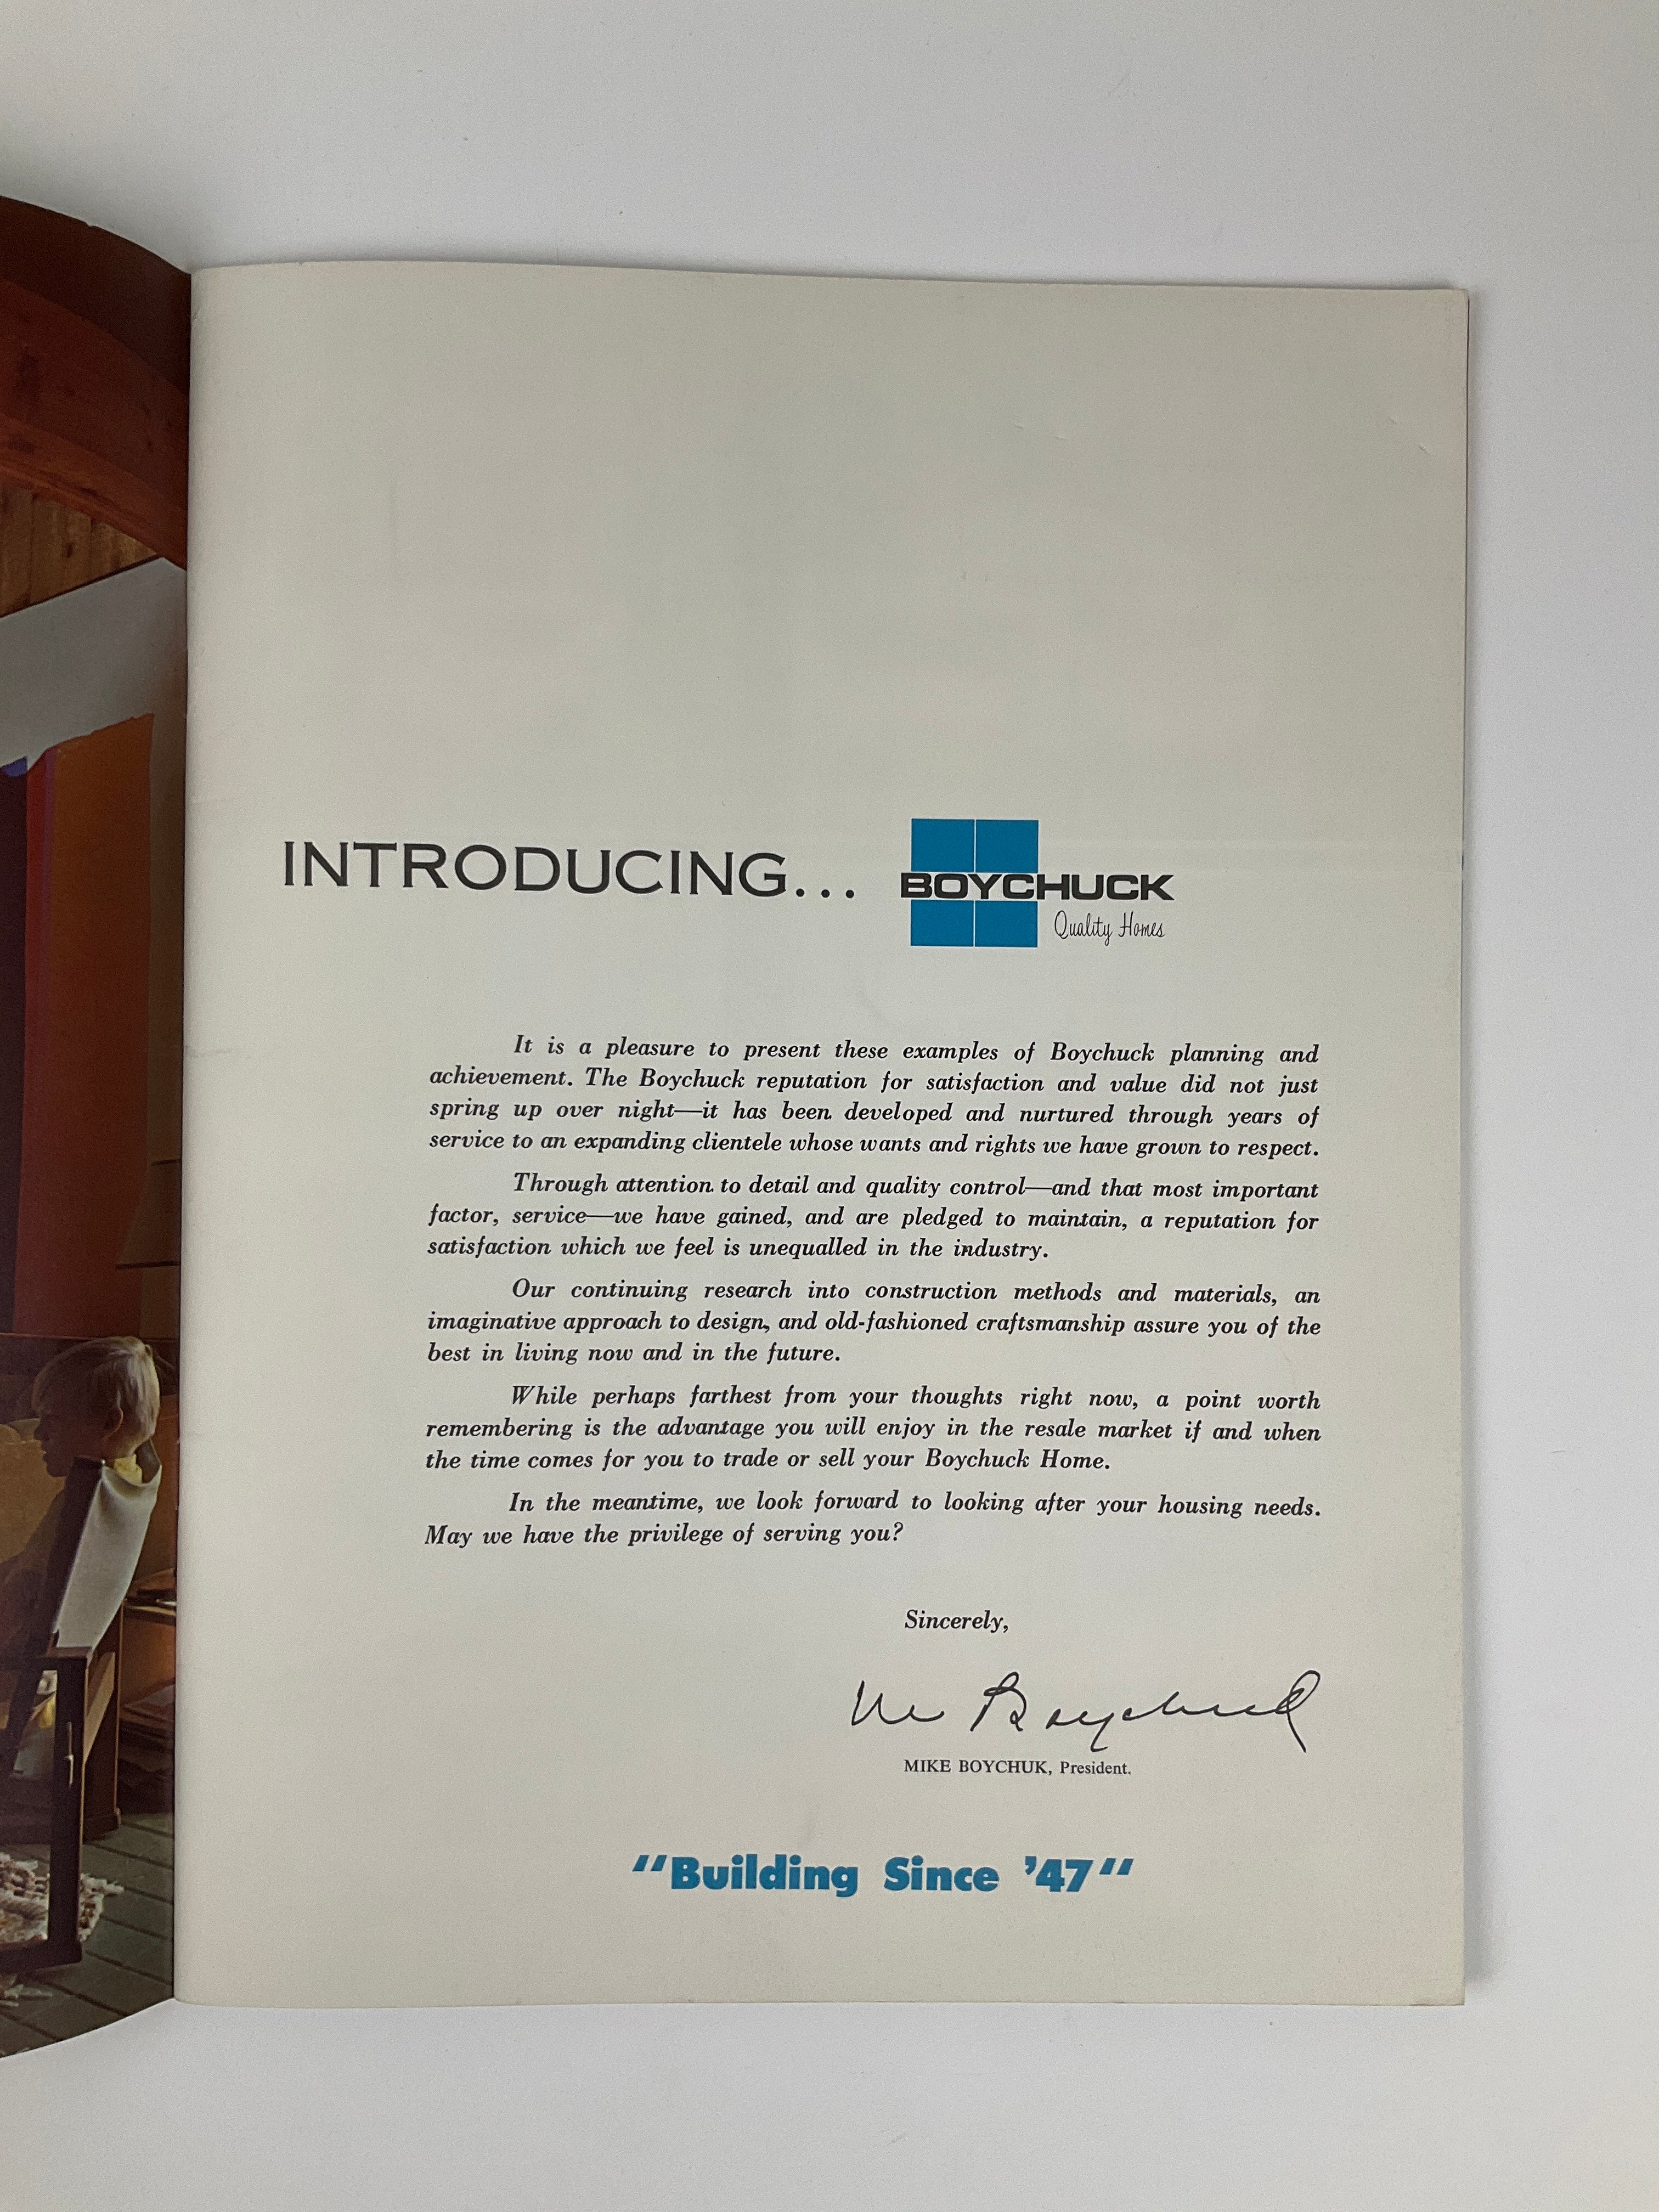 INTRODUCING... BOYCHUCK
Quality Homes
It is a pleasure to present these examples of Boychuck planning and
achievement. The Boychuck reputation for satisfaction and value did not just
spring up over night—it has been developed and nurtured through years of
service to an expanding clientele whose wants and rights we have grown to respect.
Through attention to detail and quality control—and that most important
factor, service—we have gained, and are pledged to maintain, a reputation for
satisfaction which we feel is unequalled in the industry.
Our continuing research into construction methods and materials, an
imaginative approach to design, and old-fashioned craftsmanship assure you of the
best in living now and in the future.
While perhaps farthest from your thoughts right now, a point worth
remembering is the advantage you will enjoy in the resale market if and when
the time comes for you to trade or sell your Boychuck Home.
In the meantime, we look forward to looking after your housing needs.
May we have the privilege of serving you?
Sincerely,
M Boychuk
MIKE BOYCHUK, President.
"Building Since '47"